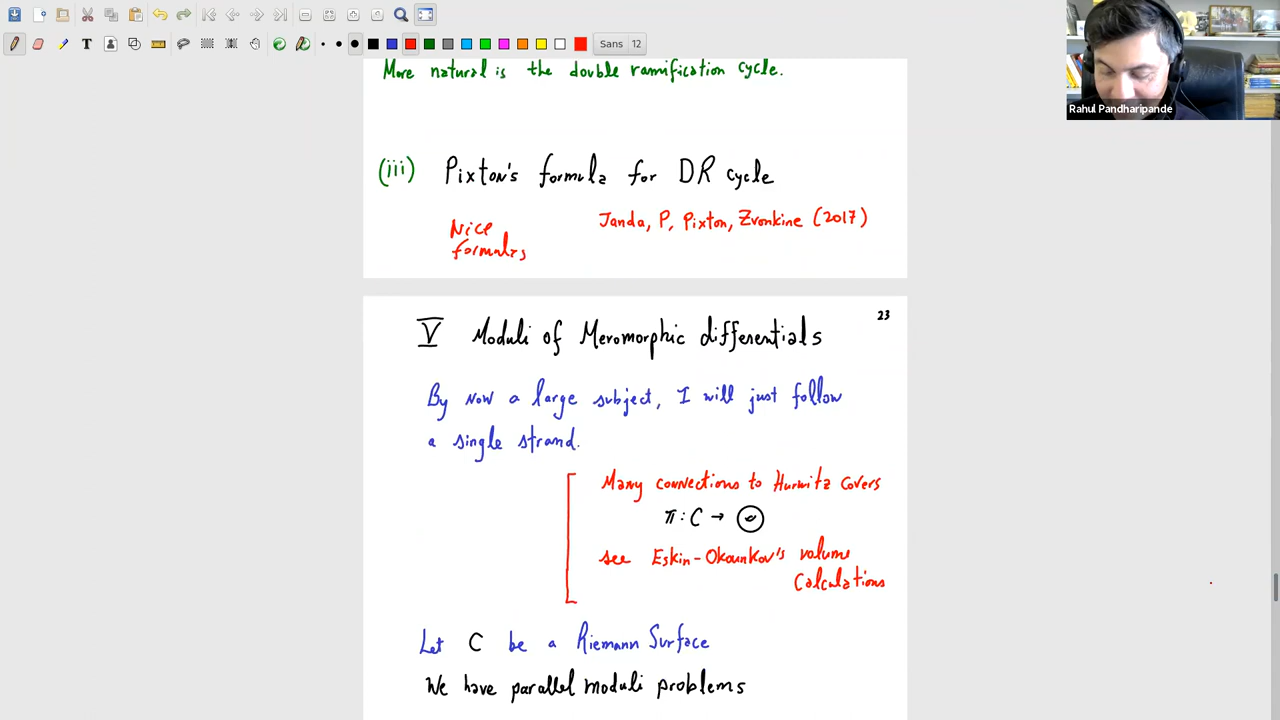 Sans 12
Rahul Pandharipande
More natural is the double ramification cycle.
(iii) Pixton's formula for DR cycle
Nice formulas
Janda, P, Pixton, Zvonkine (2017)
23
V Moduli of Meromorphic differentials
By now a large subject, I will just follow
a single strand.
Many connections to Hurwitz covers
π : C →
see Eskin-Okounkov's volume
calculations
Let C be a Riemann Surface
We have parallel moduli problems